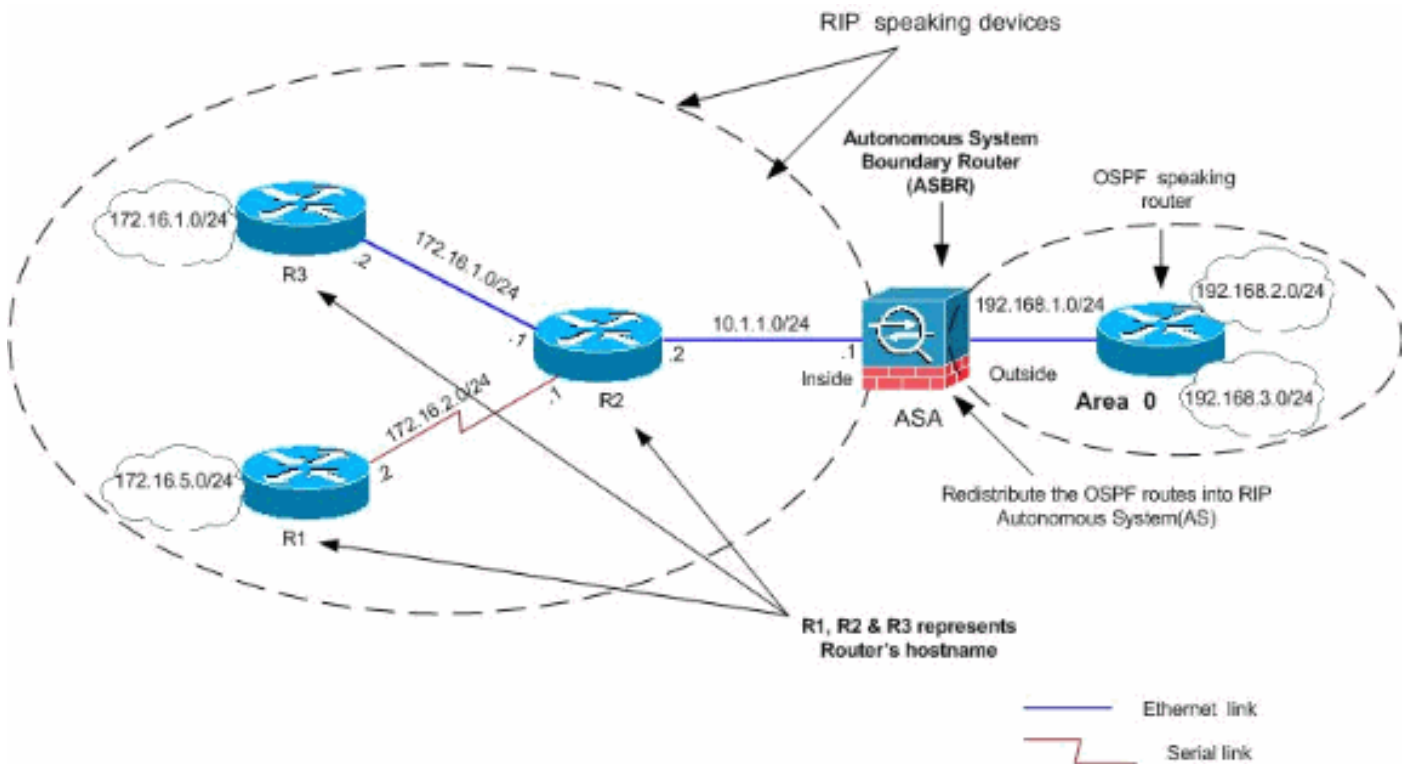 RIP speaking devices
Autonomous System
Boundary Router
(ASBR)
OSPF speaking
router
172.16.1.0/24
R3
.2
172.16.1.0/24
.1
10.1.1.0/24
.2
.1
R2
Inside
ASA
Outside
192.168.1.0/24
192.168.2.0/24
192.168.3.0/24
Area 0
172.16.2.0/24
.1
.2
172.16.5.0/24
R1
Redistribute the OSPF routes into RIP
Autonomous System(AS)
R1, R2 & R3 represents
Router's hostname
Ethernet link
Serial link